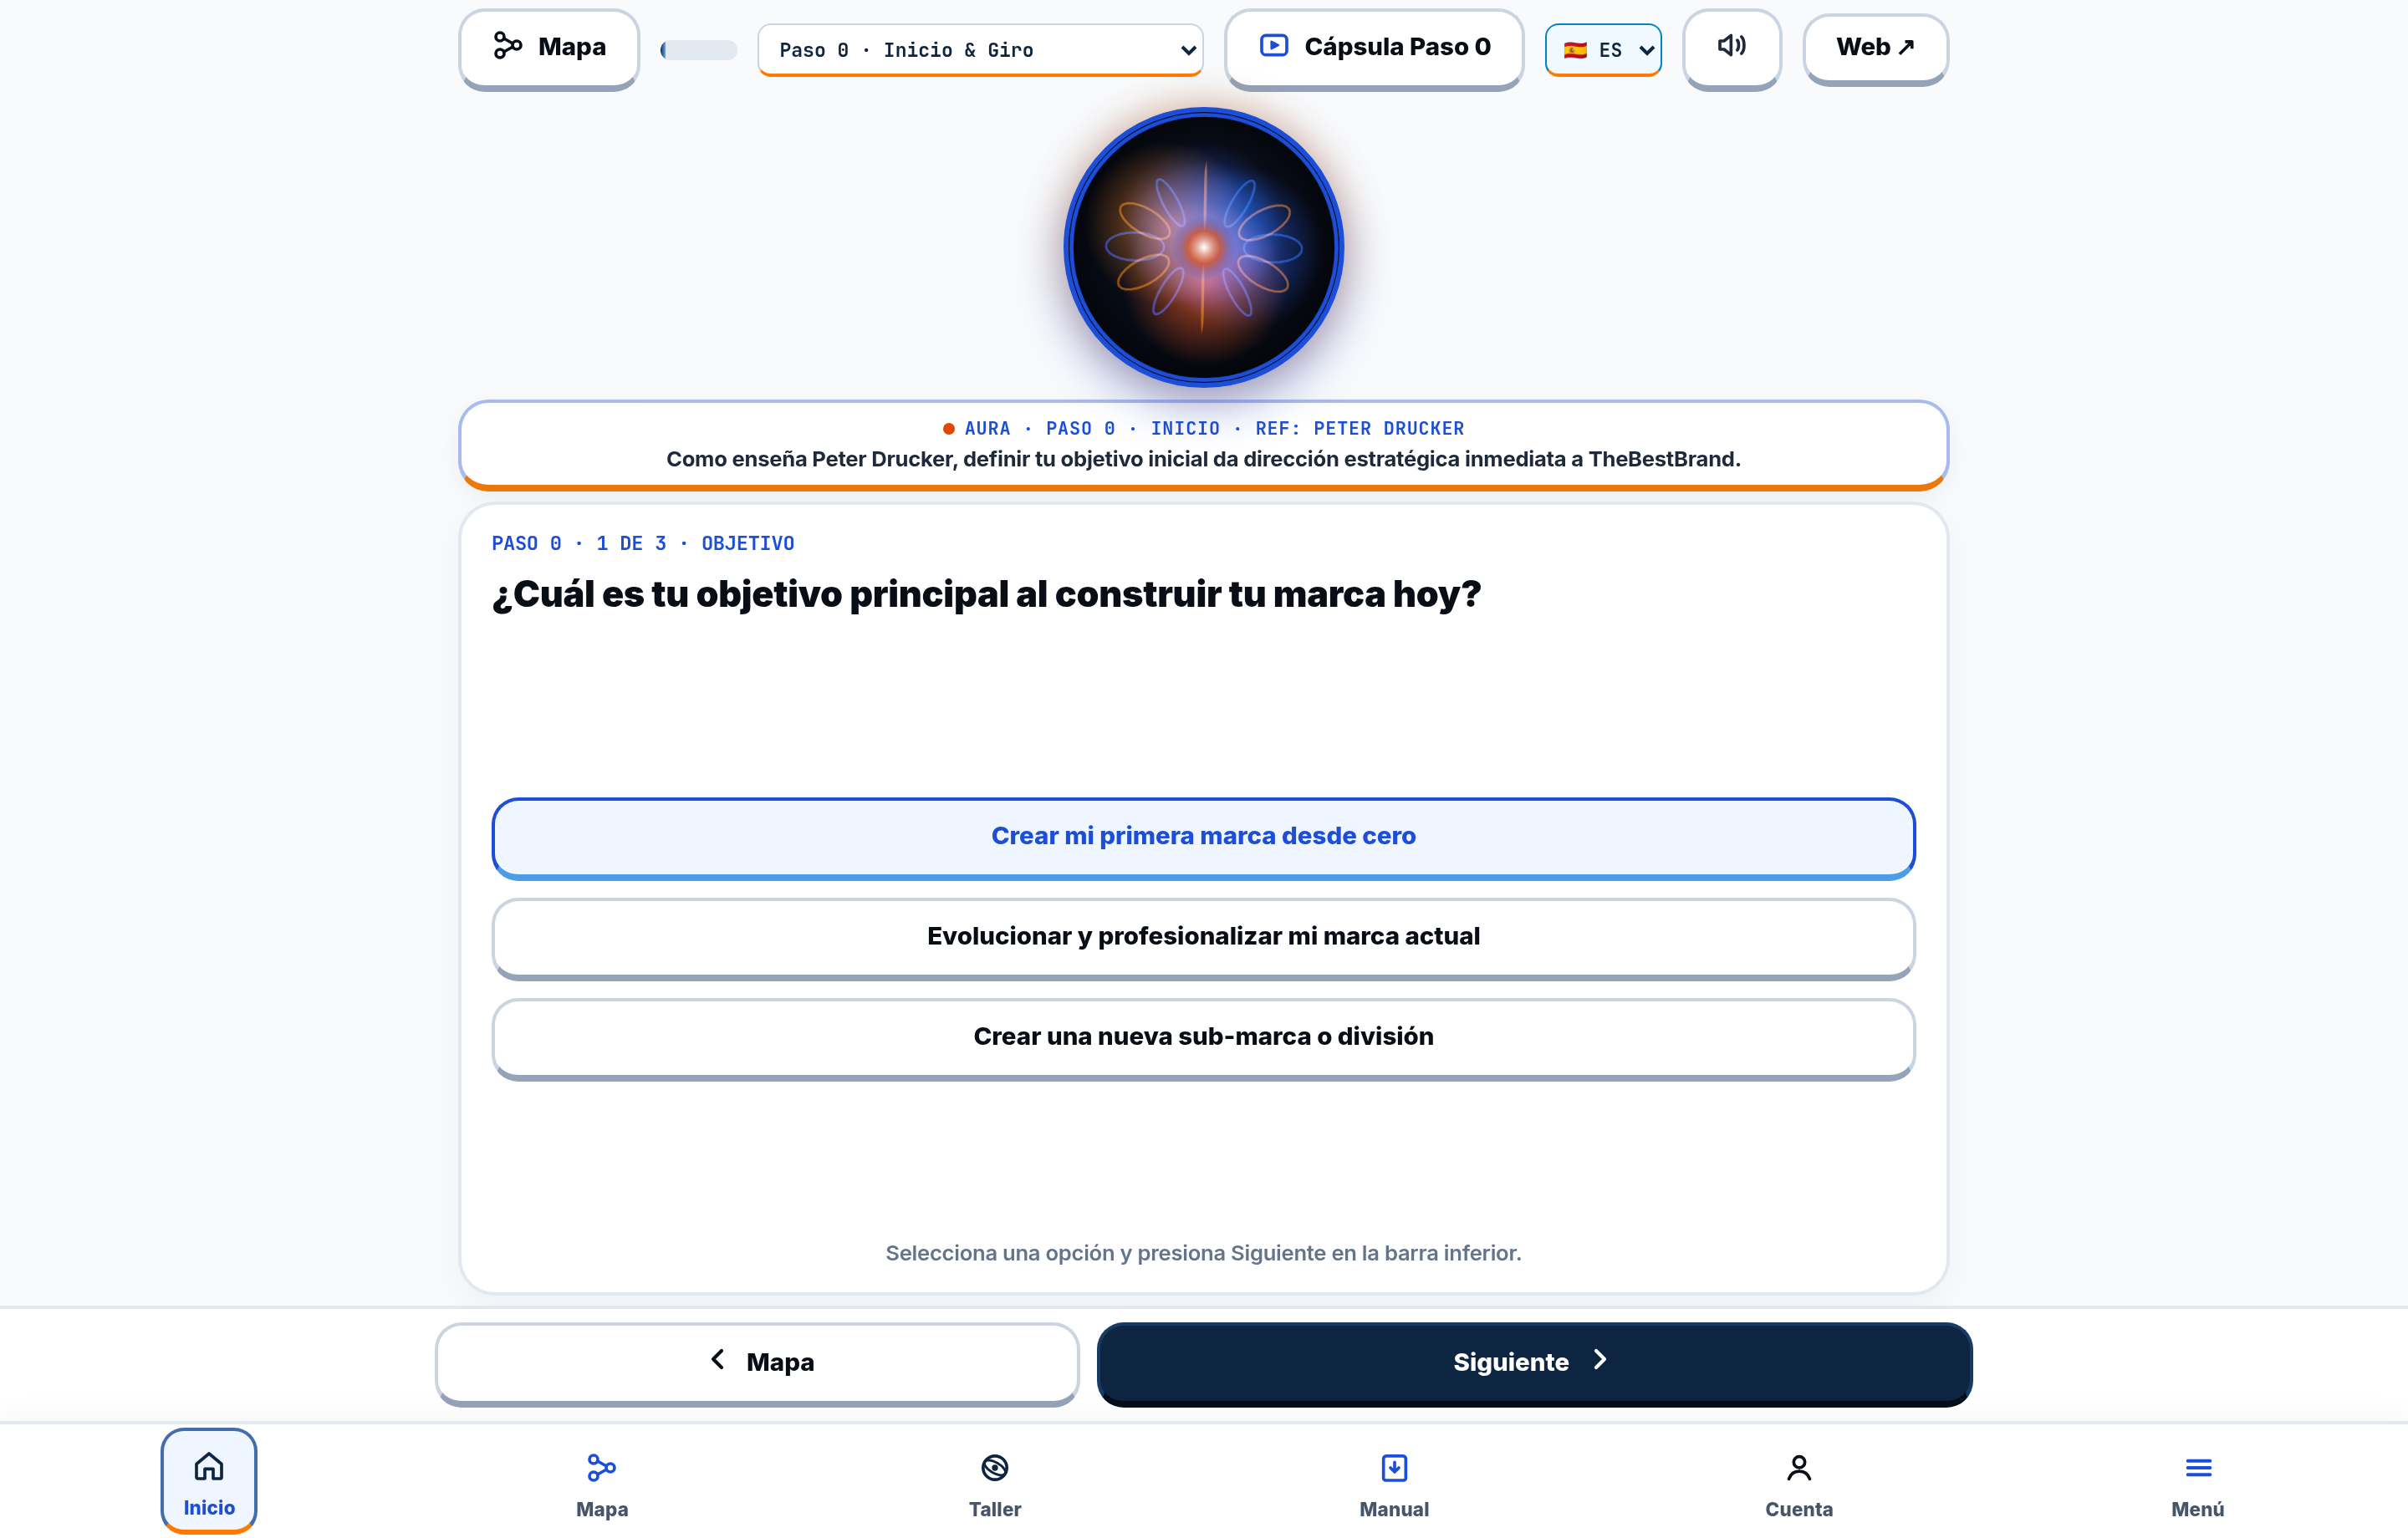 Mapa
Paso 0 · Inicio & Giro
Cápsula Paso 0
ES
Web ↗
AURA · PASO 0 · INICIO · REF: PETER DRUCKER
Como enseña Peter Drucker, definir tu objetivo inicial da dirección estratégica inmediata a TheBestBrand.
PASO 0 · 1 DE 3 · OBJETIVO
¿Cuál es tu objetivo principal al construir tu marca hoy?
Crear mi primera marca desde cero
Evolucionar y profesionalizar mi marca actual
Crear una nueva sub-marca o división
Selecciona una opción y presiona Siguiente en la barra inferior.
Mapa
Siguiente
Inicio
Mapa
Taller
Manual
Cuenta
Menú